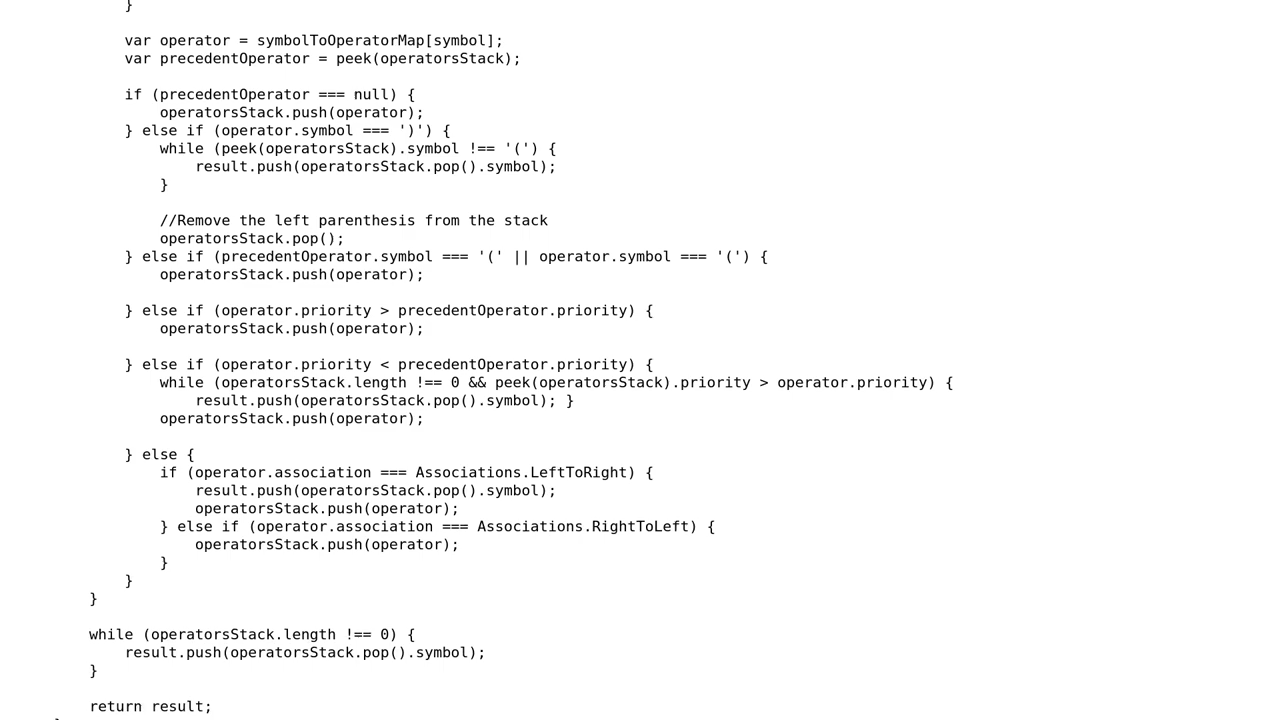 }
var operator = symbolToOperatorMap[symbol];
var precedentOperator = peek(operatorsStack);
if (precedentOperator === null) {
operatorsStack.push(operator);
} else if (operator.symbol === ')') {
while (peek(operatorsStack).symbol !== '(') {
result.push(operatorsStack.pop().symbol);
}
//Remove the left parenthesis from the stack
operatorsStack.pop();
} else if (precedentOperator.symbol === '(' || operator.symbol === '(') {
operatorsStack.push(operator);
} else if (operator.priority > precedentOperator.priority) {
operatorsStack.push(operator);
} else if (operator.priority < precedentOperator.priority) {
while (operatorsStack.length !== 0 && peek(operatorsStack).priority > operator.priority) {
result.push(operatorsStack.pop().symbol); }
operatorsStack.push(operator);
} else {
if (operator.association === Associations.LeftToRight) {
result.push(operatorsStack.pop().symbol);
operatorsStack.push(operator);
} else if (operator.association === Associations.RightToLeft) {
operatorsStack.push(operator);
}
}
}
while (operatorsStack.length !== 0) {
result.push(operatorsStack.pop().symbol);
}
return result;